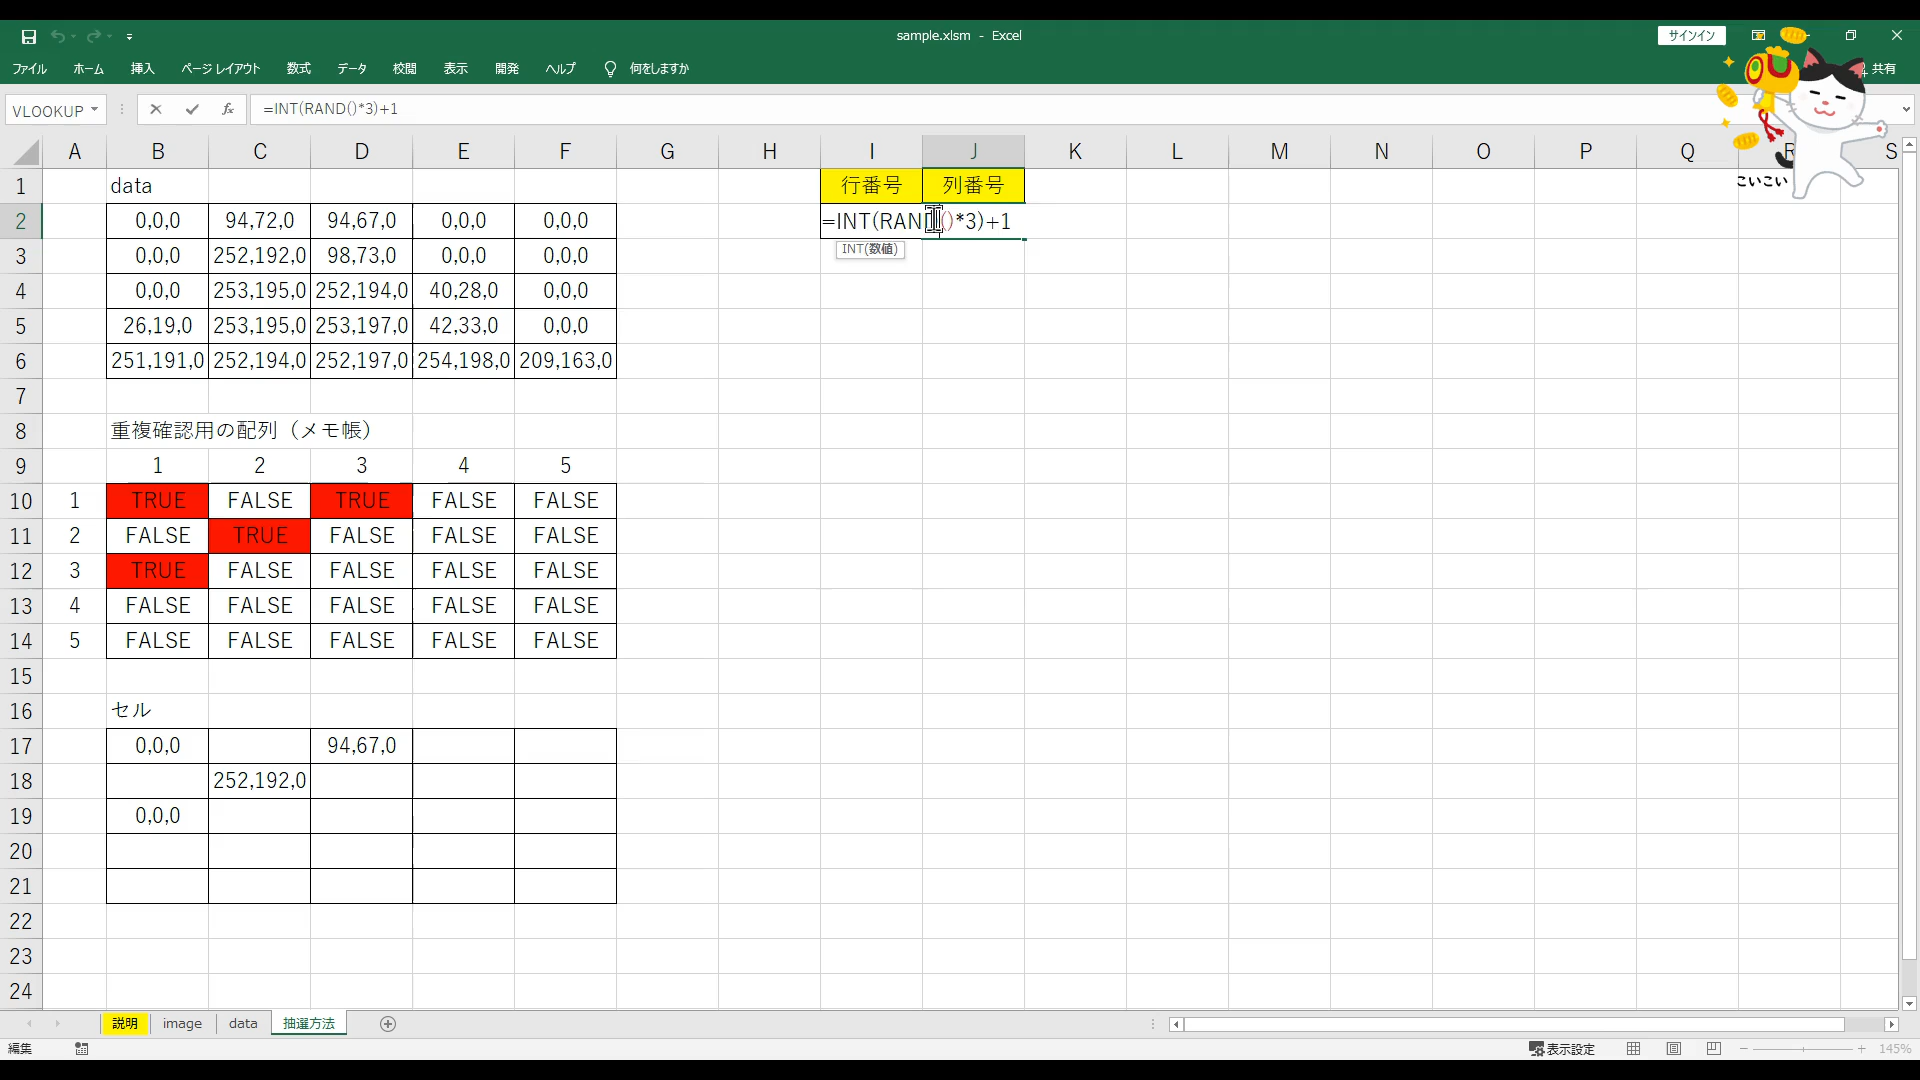 sample.xlsm - Excel
サインイン
ファイル ホーム 挿入 ページ レイアウト 数式 データ 校閲 表示 開発 ヘルプ 何をしますか 共有
VLOOKUP fx =INT(RAND()*3)+1
A B C D E F G H I J K L M N O P Q R S
こいこい
1 data 行番号 列番号
2 0,0,0 94,72,0 94,67,0 0,0,0 0,0,0 =INT(RAND()*3)+1
INT(数値)
3 0,0,0 252,192,0 98,73,0 0,0,0 0,0,0
4 0,0,0 253,195,0 252,194,0 40,28,0 0,0,0
5 26,19,0 253,195,0 253,197,0 42,33,0 0,0,0
6 251,191,0 252,194,0 252,197,0 254,198,0 209,163,0
7
8 重複確認用の配列（メモ帳）
9 1 2 3 4 5
10 1 TRUE FALSE TRUE FALSE FALSE
11 2 FALSE TRUE FALSE FALSE FALSE
12 3 TRUE FALSE FALSE FALSE FALSE
13 4 FALSE FALSE FALSE FALSE FALSE
14 5 FALSE FALSE FALSE FALSE FALSE
15
16 セル
17 0,0,0 94,67,0
18 252,192,0
19 0,0,0
20
21
22
23
24
説明 image data 抽選方法
編集 表示設定 145%